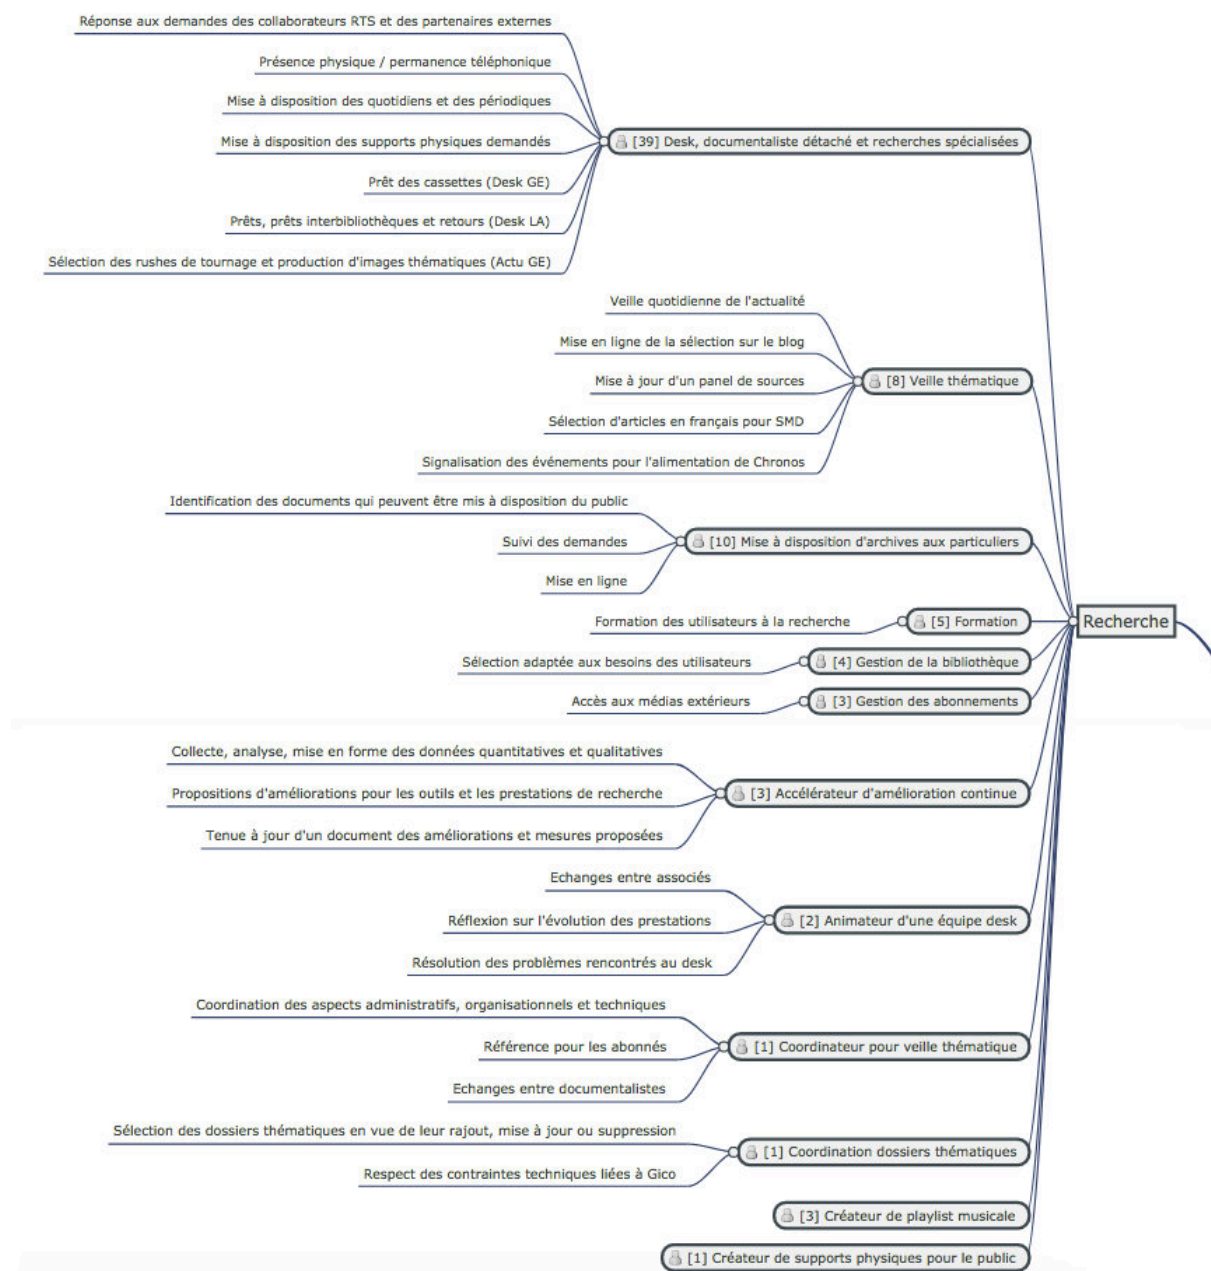 Réponse aux demandes des collaborateurs RTS et des partenaires externes
Présence physique / permanence téléphonique
Mise à disposition des quotidiens et des périodiques
Mise à disposition des supports physiques demandés
Prêt des cassettes (Desk GE)
Prêts, prêts interbibliothèques et retours (Desk LA)
Sélection des rushes de tournage et production d'images thématiques (Actu GE)
[39] Desk, documentaliste détaché et recherches spécialisées
Veille quotidienne de l'actualité
Mise en ligne de la sélection sur le blog
Mise à jour d'un panel de sources
Sélection d'articles en français pour SMD
Signalisation des événements pour l'alimentation de Chronos
[8] Veille thématique
Identification des documents qui peuvent être mis à disposition du public
Suivi des demandes
Mise en ligne
[10] Mise à disposition d'archives aux particuliers
Formation des utilisateurs à la recherche
[5] Formation
Recherche
Sélection adaptée aux besoins des utilisateurs
[4] Gestion de la bibliothèque
Accès aux médias extérieurs
[3] Gestion des abonnements
Collecte, analyse, mise en forme des données quantitatives et qualitatives
Propositions d'améliorations pour les outils et les prestations de recherche
Tenue à jour d'un document des améliorations et mesures proposées
[3] Accélérateur d'amélioration continue
Echanges entre associés
Réflexion sur l'évolution des prestations
Résolution des problèmes rencontrés au desk
[2] Animateur d'une équipe desk
Coordination des aspects administratifs, organisationnels et techniques
Référence pour les abonnés
Echanges entre documentalistes
[1] Coordinateur pour veille thématique
Sélection des dossiers thématiques en vue de leur rajout, mise à jour ou suppression
Respect des contraintes techniques liées à Gico
[1] Coordination dossiers thématiques
[3] Créateur de playlist musicale
[1] Créateur de supports physiques pour le public